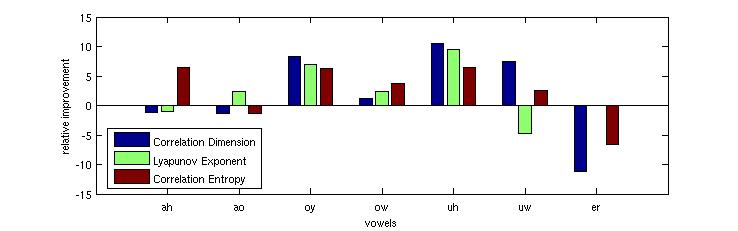 15
10
5
0
-5
-10
-15
relative improvement
Correlation Dimension
Lyapunov Exponent
Correlation Entropy
ah ao oy ow uh uw er
vowels